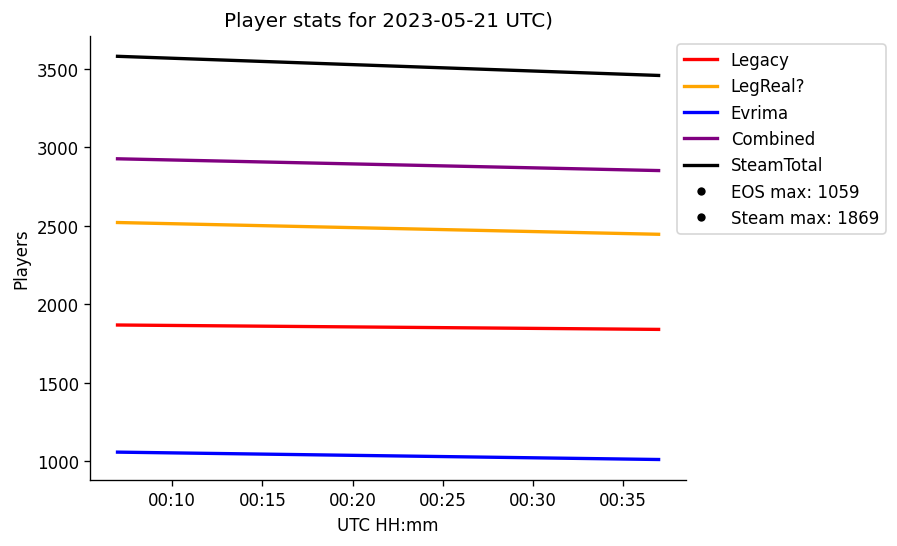 Player stats for 2023-05-21 UTC)
Legacy
LegReal?
Evrima
Combined
SteamTotal
EOS max: 1059
Steam max: 1869
Players
3500
3000
2500
2000
1500
1000
00:10
00:15
00:20
00:25
00:30
00:35
UTC HH:mm